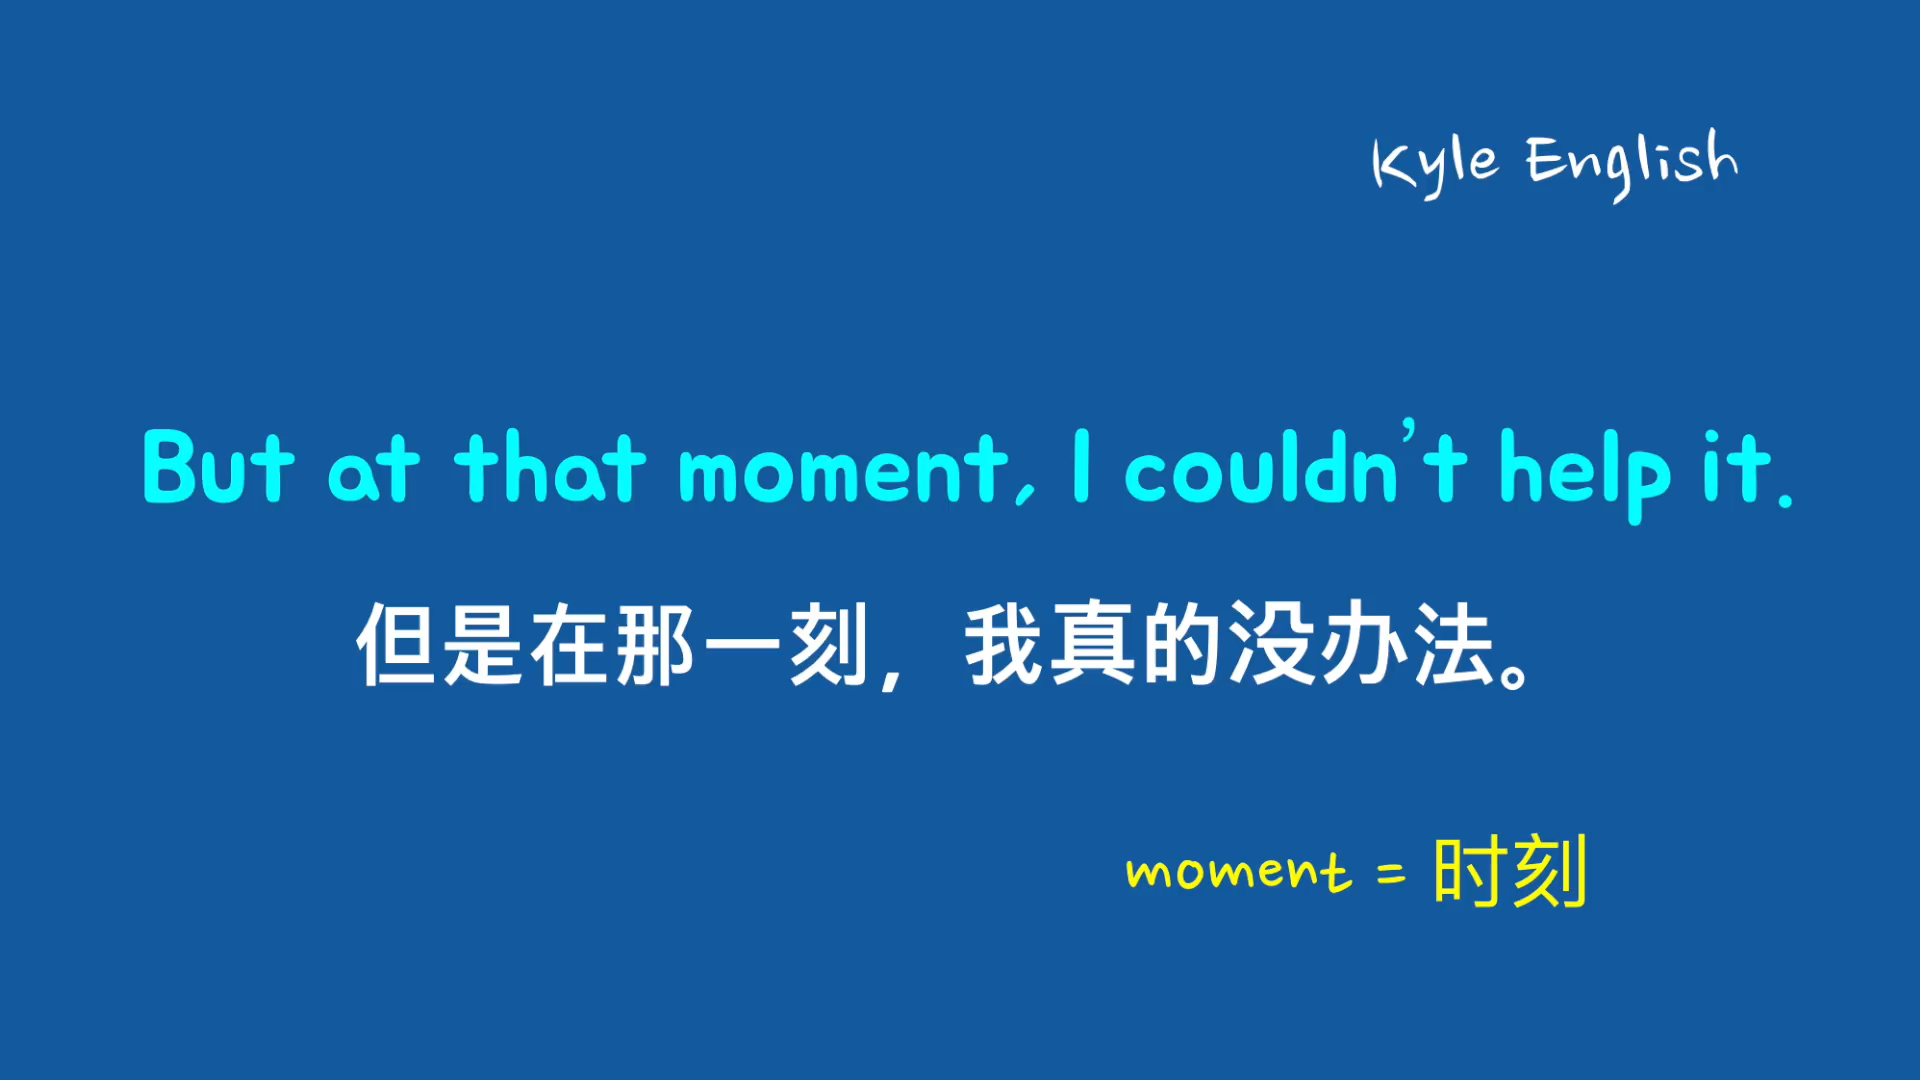 Kyle English
But at that moment, I couldn't help it.
但是在那一刻，我真的没办法。
moment = 时刻